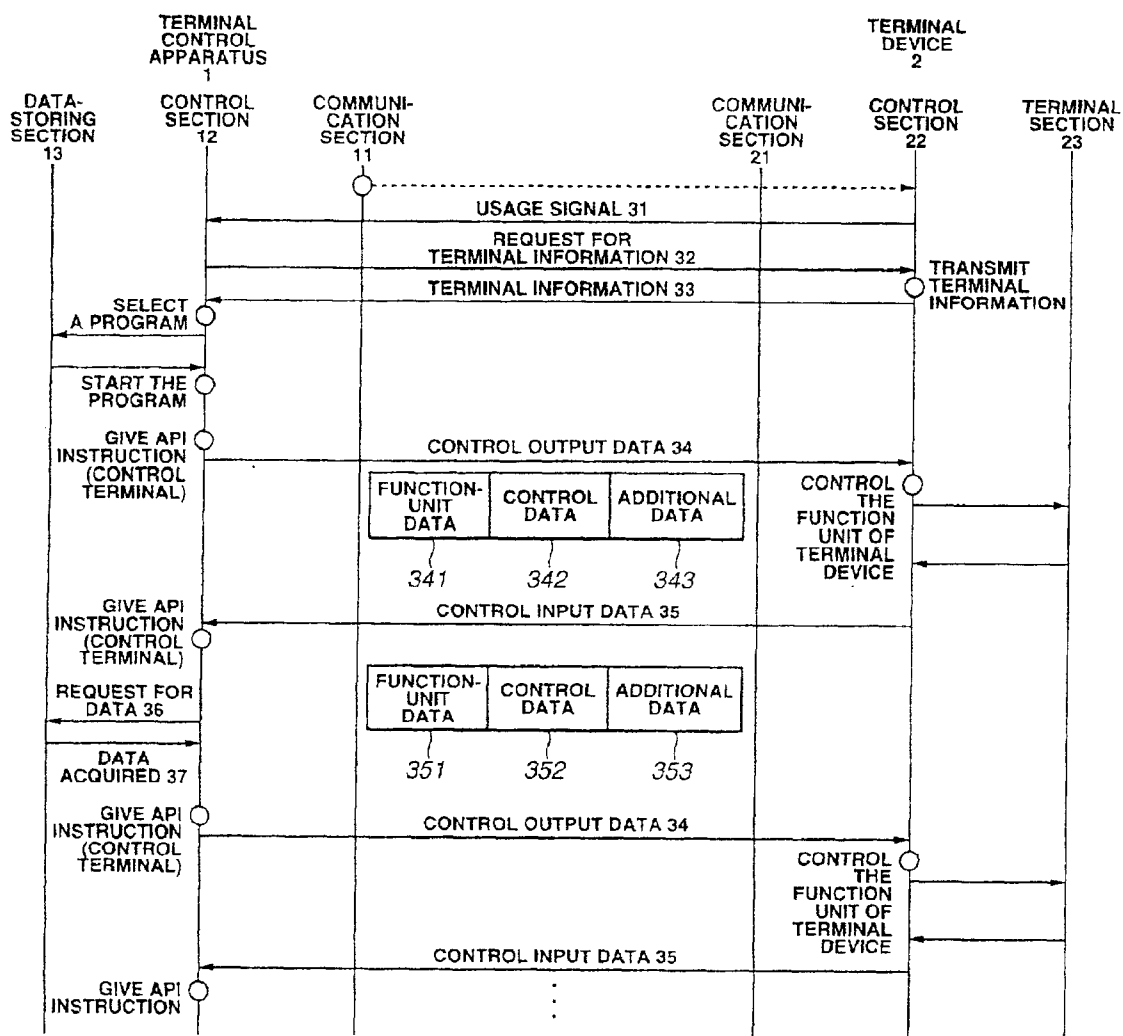 TERMINAL
CONTROL
APPARATUS
1
TERMINAL
DEVICE
2
DATA-
STORING
SECTION
13
CONTROL
SECTION
12
COMMUNI-
CATION
SECTION
11
COMMUNI-
CATION
SECTION
21
CONTROL
SECTION
22
TERMINAL
SECTION
23
USAGE SIGNAL 31
REQUEST FOR
TERMINAL INFORMATION 32
TRANSMIT
TERMINAL
INFORMATION
TERMINAL INFORMATION 33
SELECT
A PROGRAM
START THE
PROGRAM
GIVE API
INSTRUCTION
(CONTROL
TERMINAL)
CONTROL OUTPUT DATA 34
FUNCTION-
UNIT
DATA
CONTROL
DATA
ADDITIONAL
DATA
341
342
343
CONTROL
THE
FUNCTION
UNIT OF
TERMINAL
DEVICE
CONTROL INPUT DATA 35
GIVE API
INSTRUCTION
(CONTROL
TERMINAL)
REQUEST FOR
DATA 36
FUNCTION-
UNIT
DATA
CONTROL
DATA
ADDITIONAL
DATA
351
352
353
DATA
ACQUIRED 37
GIVE API
INSTRUCTION
(CONTROL
TERMINAL)
CONTROL OUTPUT DATA 34
CONTROL
THE
FUNCTION
UNIT OF
TERMINAL
DEVICE
CONTROL INPUT DATA 35
GIVE API
INSTRUCTION